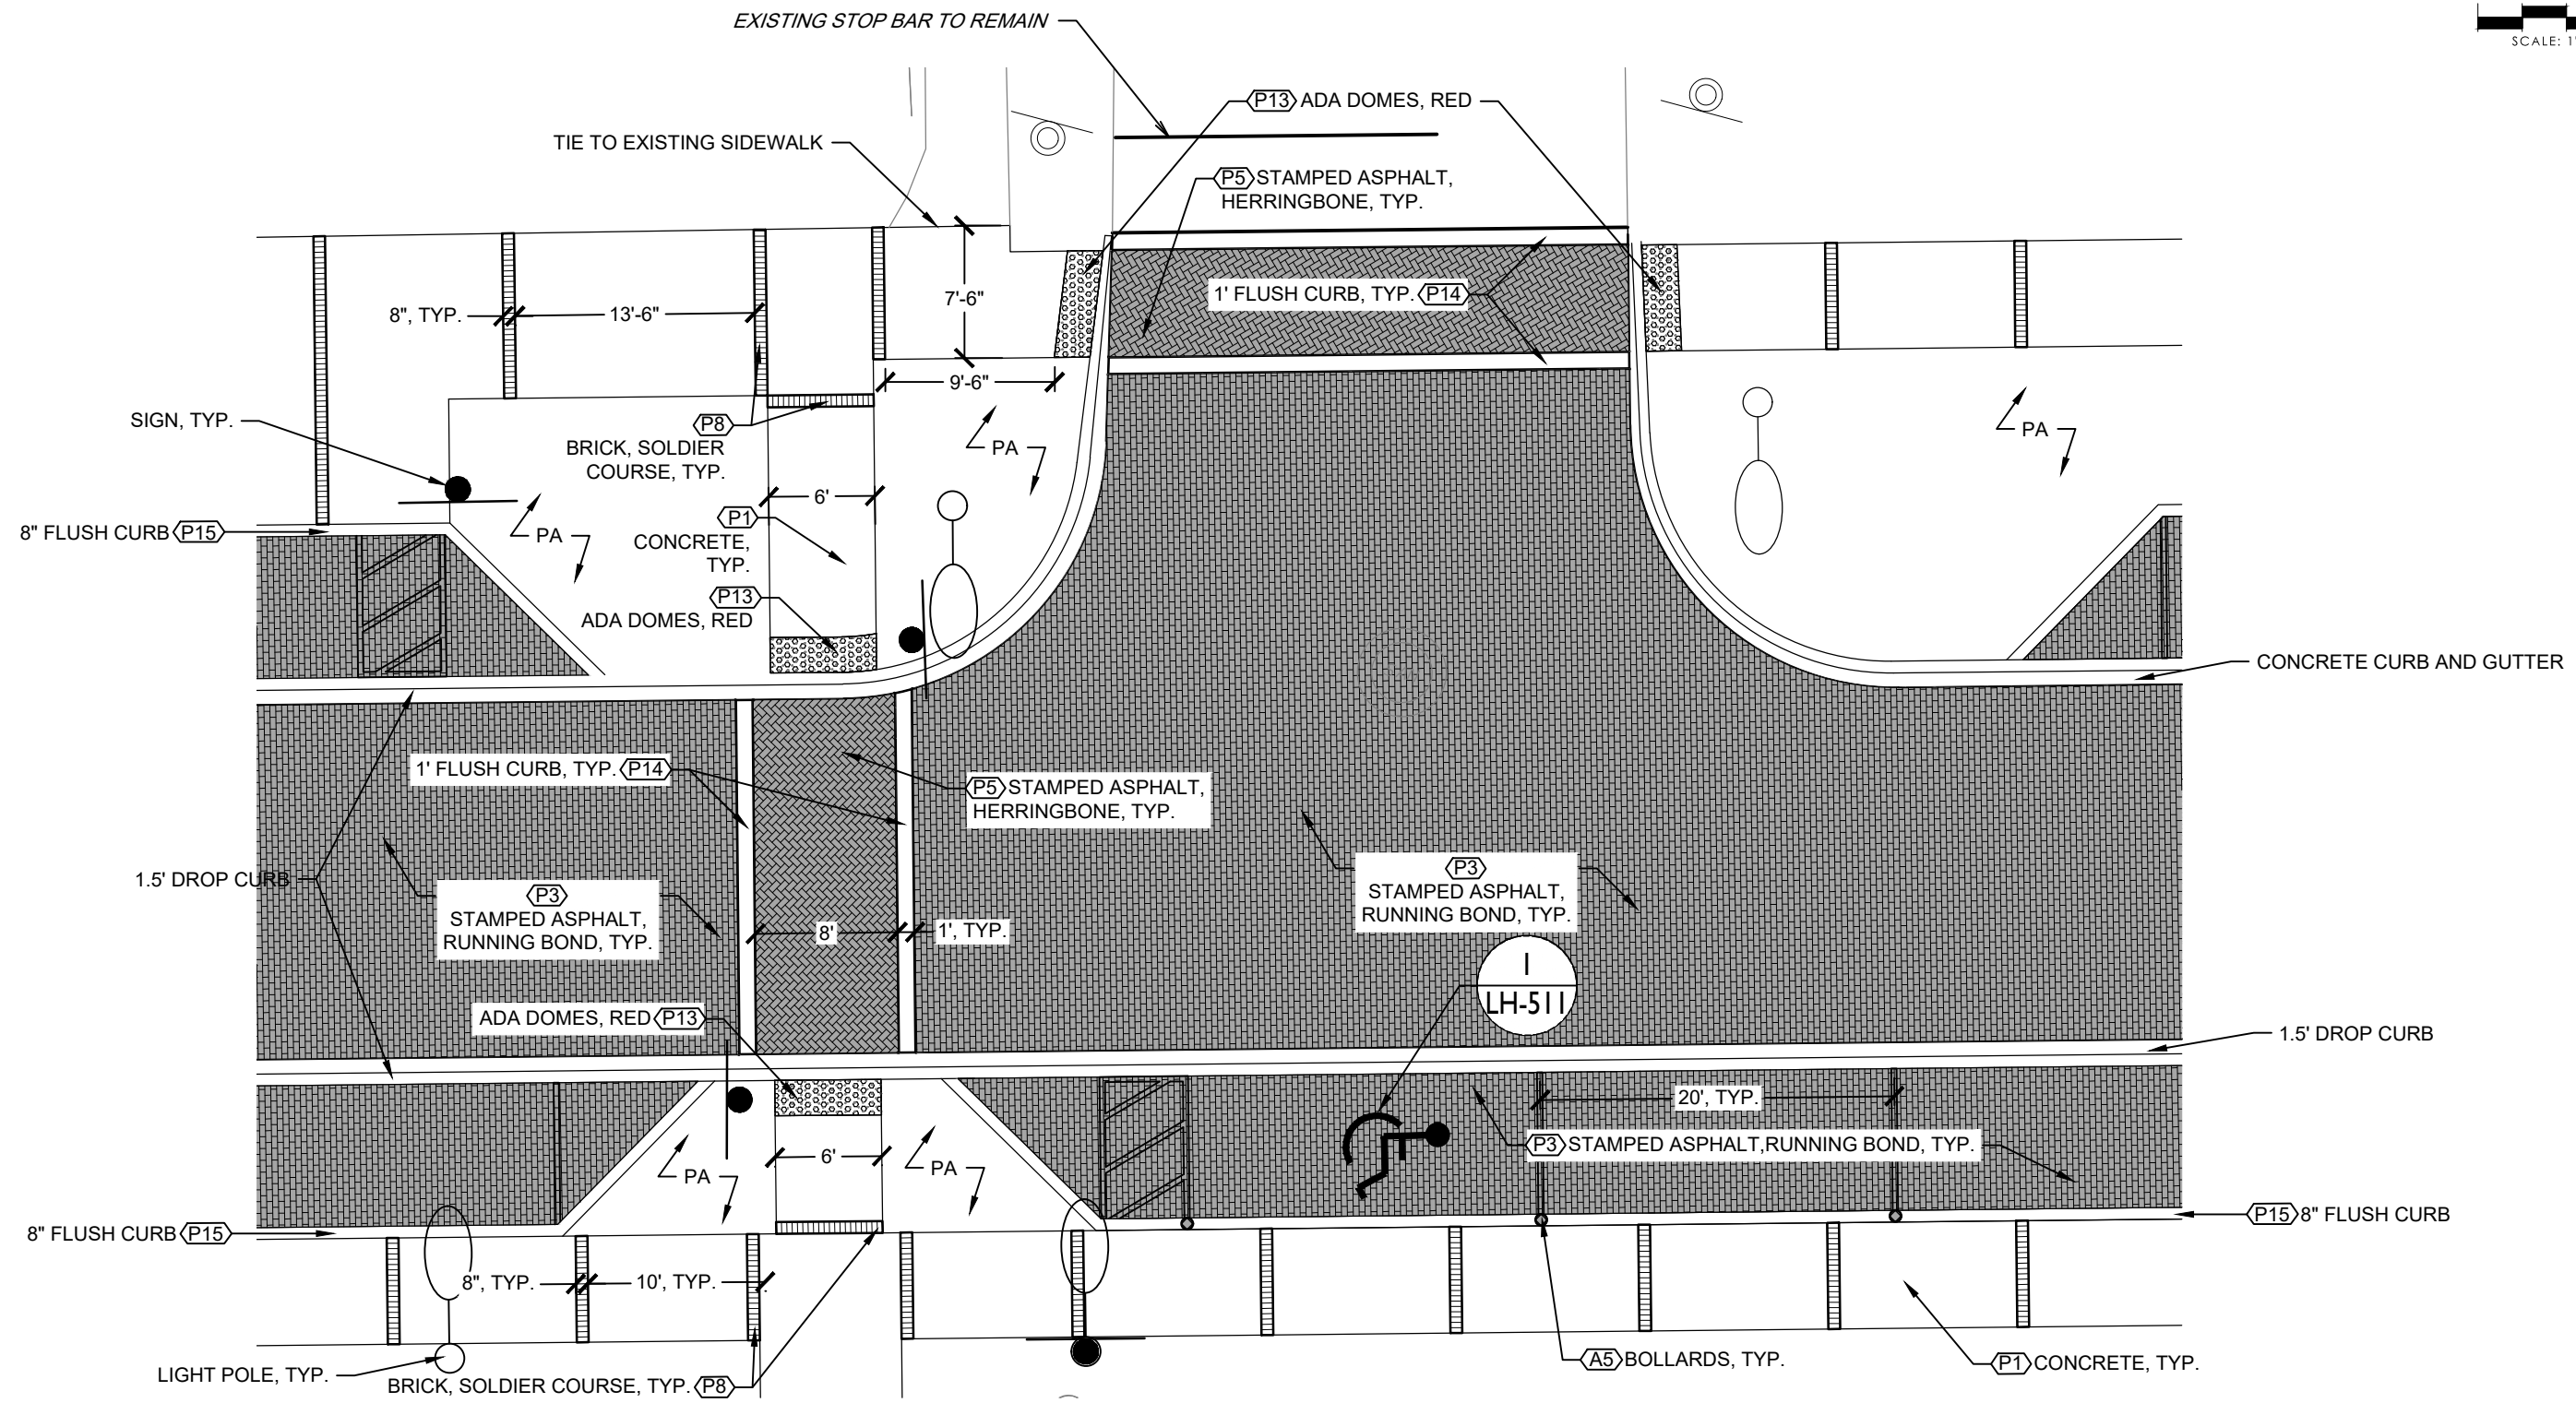 EXISTING STOP BAR TO REMAIN
SCALE: 1"
P13 ADA DOMES, RED
TIE TO EXISTING SIDEWALK
P5 STAMPED ASPHALT,
HERRINGBONE, TYP.
1' FLUSH CURB, TYP. P14
7'-6"
8", TYP.
13'-6"
9'-6"
SIGN, TYP.
P8
BRICK, SOLDIER
COURSE, TYP.
PA
PA
6'
P1
CONCRETE,
TYP.
8" FLUSH CURB P15
PA
P13
ADA DOMES, RED
CONCRETE CURB AND GUTTER
1' FLUSH CURB, TYP. P14
P5 STAMPED ASPHALT,
HERRINGBONE, TYP.
1.5' DROP CURB
P3
STAMPED ASPHALT,
RUNNING BOND, TYP.
P3
STAMPED ASPHALT,
RUNNING BOND, TYP.
8'
1', TYP.
I
LH-511
ADA DOMES, RED P13
1.5' DROP CURB
20', TYP.
P3 STAMPED ASPHALT,RUNNING BOND, TYP.
6'
PA
PA
8" FLUSH CURB P15
P15 8" FLUSH CURB
8", TYP.
10', TYP.
LIGHT POLE, TYP.
BRICK, SOLDIER COURSE, TYP. P8
A5 BOLLARDS, TYP.
P1 CONCRETE, TYP.